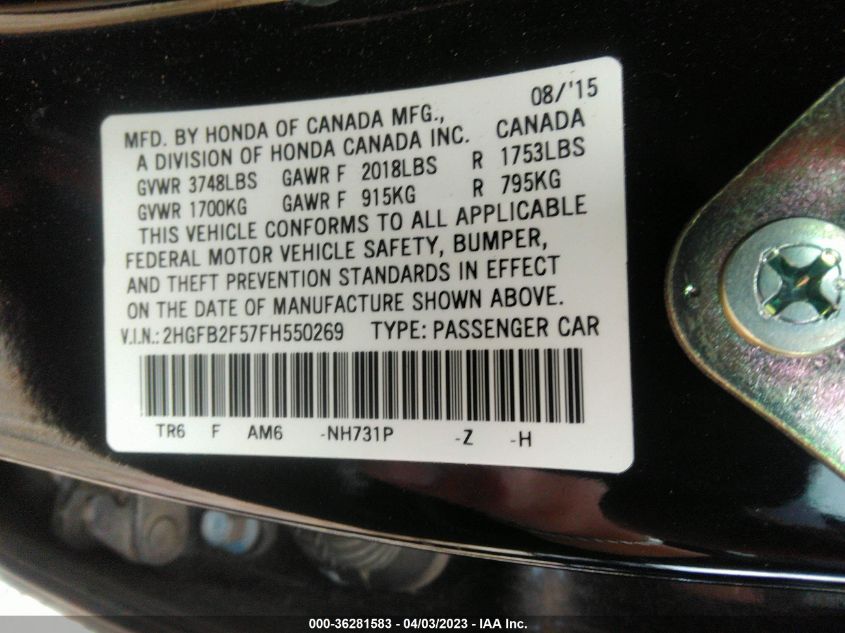 08/'15
MFD. BY HONDA OF CANADA MFG.,
A DIVISION OF HONDA CANADA INC. CANADA
GVWR 3748LBS GAWR F 2018LBS R 1753LBS
GVWR 1700KG GAWR F 915KG R 795KG
THIS VEHICLE CONFORMS TO ALL APPLICABLE
FEDERAL MOTOR VEHICLE SAFETY, BUMPER,
AND THEFT PREVENTION STANDARDS IN EFFECT
ON THE DATE OF MANUFACTURE SHOWN ABOVE.
V.I.N.: 2HGFB2F57FH550269 TYPE: PASSENGER CAR
TR6 F AM6 -NH731P -Z -H
000-36281583 - 04/03/2023 - IAA Inc.